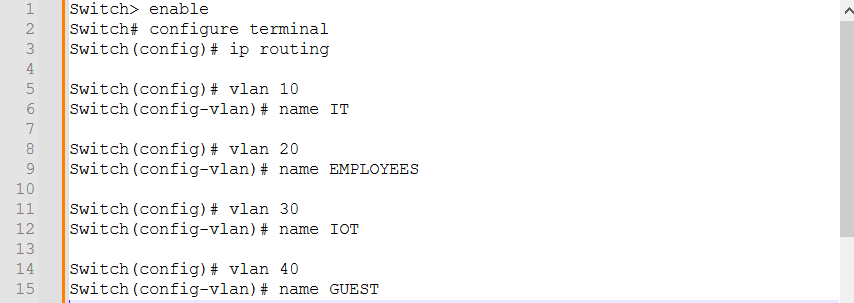 1 Switch> enable
2 Switch# configure terminal
3 Switch(config)# ip routing
4
5 Switch(config)# vlan 10
6 Switch(config-vlan)# name IT
7
8 Switch(config)# vlan 20
9 Switch(config-vlan)# name EMPLOYEES
10
11 Switch(config)# vlan 30
12 Switch(config-vlan)# name IOT
13
14 Switch(config)# vlan 40
15 Switch(config-vlan)# name GUEST